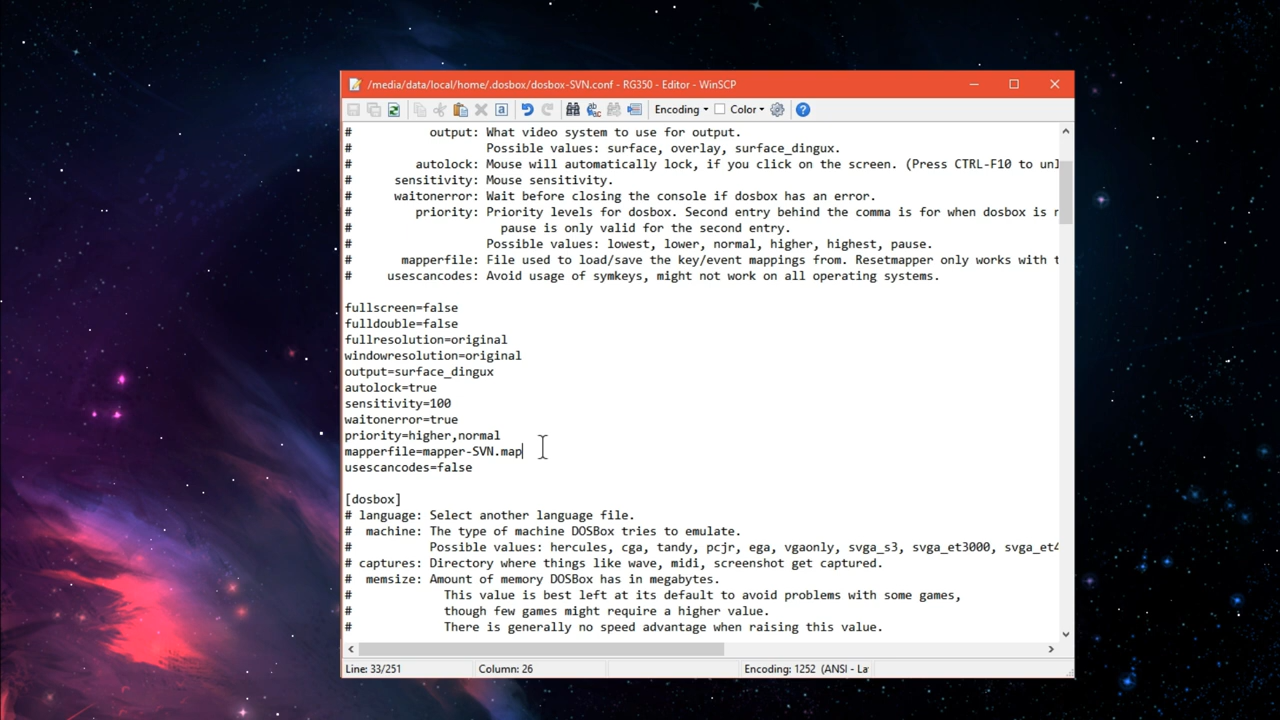 /media/data/local/home/.dosbox/dosbox-SVN.conf - RG350 - Editor - WinSCP
Encoding Color
# output: What video system to use for output.
# Possible values: surface, overlay, surface_dingux.
# autolock: Mouse will automatically lock, if you click on the screen. (Press CTRL-F10 to unl
# sensitivity: Mouse sensitivity.
# waitonerror: Wait before closing the console if dosbox has an error.
# priority: Priority levels for dosbox. Second entry behind the comma is for when dosbox is
# pause is only valid for the second entry.
# Possible values: lowest, lower, normal, higher, highest, pause.
# mapperfile: File used to load/save the key/event mappings from. Resetmapper only works with t
# usescancodes: Avoid usage of symkeys, might not work on all operating systems.
fullscreen=false
fulldouble=false
fullresolution=original
windowresolution=original
output=surface_dingux
autolock=true
sensitivity=100
waitonerror=true
priority=higher,normal
mapperfile=mapper-SVN.map
usescancodes=false
[dosbox]
# language: Select another language file.
# machine: The type of machine DOSBox tries to emulate.
# Possible values: hercules, cga, tandy, pcjr, ega, vgaonly, svga_s3, svga_et3000, svga_et4
# captures: Directory where things like wave, midi, screenshot get captured.
# memsize: Amount of memory DOSBox has in megabytes.
# This value is best left at its default to avoid problems with some games,
# though few games might require a higher value.
# There is generally no speed advantage when raising this value.
Line: 33/251 Column: 26 Encoding: 1252 (ANSI - La